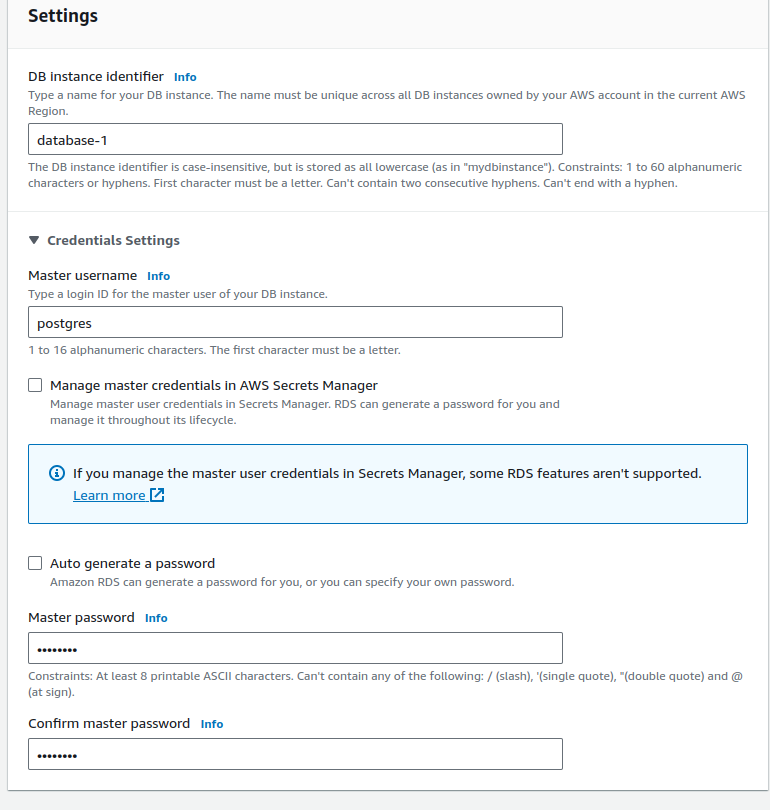 Settings
DB instance identifier Info
Type a name for your DB instance. The name must be unique across all DB instances owned by your AWS account in the current AWS
Region.
database-1
The DB instance identifier is case-insensitive, but is stored as all lowercase (as in "mydbinstance"). Constraints: 1 to 60 alphanumeric
characters or hyphens. First character must be a letter. Can't contain two consecutive hyphens. Can't end with a hyphen.
Credentials Settings
Master username Info
Type a login ID for the master user of your DB instance.
postgres
1 to 16 alphanumeric characters. The first character must be a letter.
Manage master credentials in AWS Secrets Manager
Manage master user credentials in Secrets Manager. RDS can generate a password for you and
manage it throughout its lifecycle.
If you manage the master user credentials in Secrets Manager, some RDS features aren't supported.
Learn more
Auto generate a password
Amazon RDS can generate a password for you, or you can specify your own password.
Master password Info
••••••••
Constraints: At least 8 printable ASCII characters. Can't contain any of the following: / (slash), '(single quote), "(double quote) and @
(at sign).
Confirm master password Info
••••••••